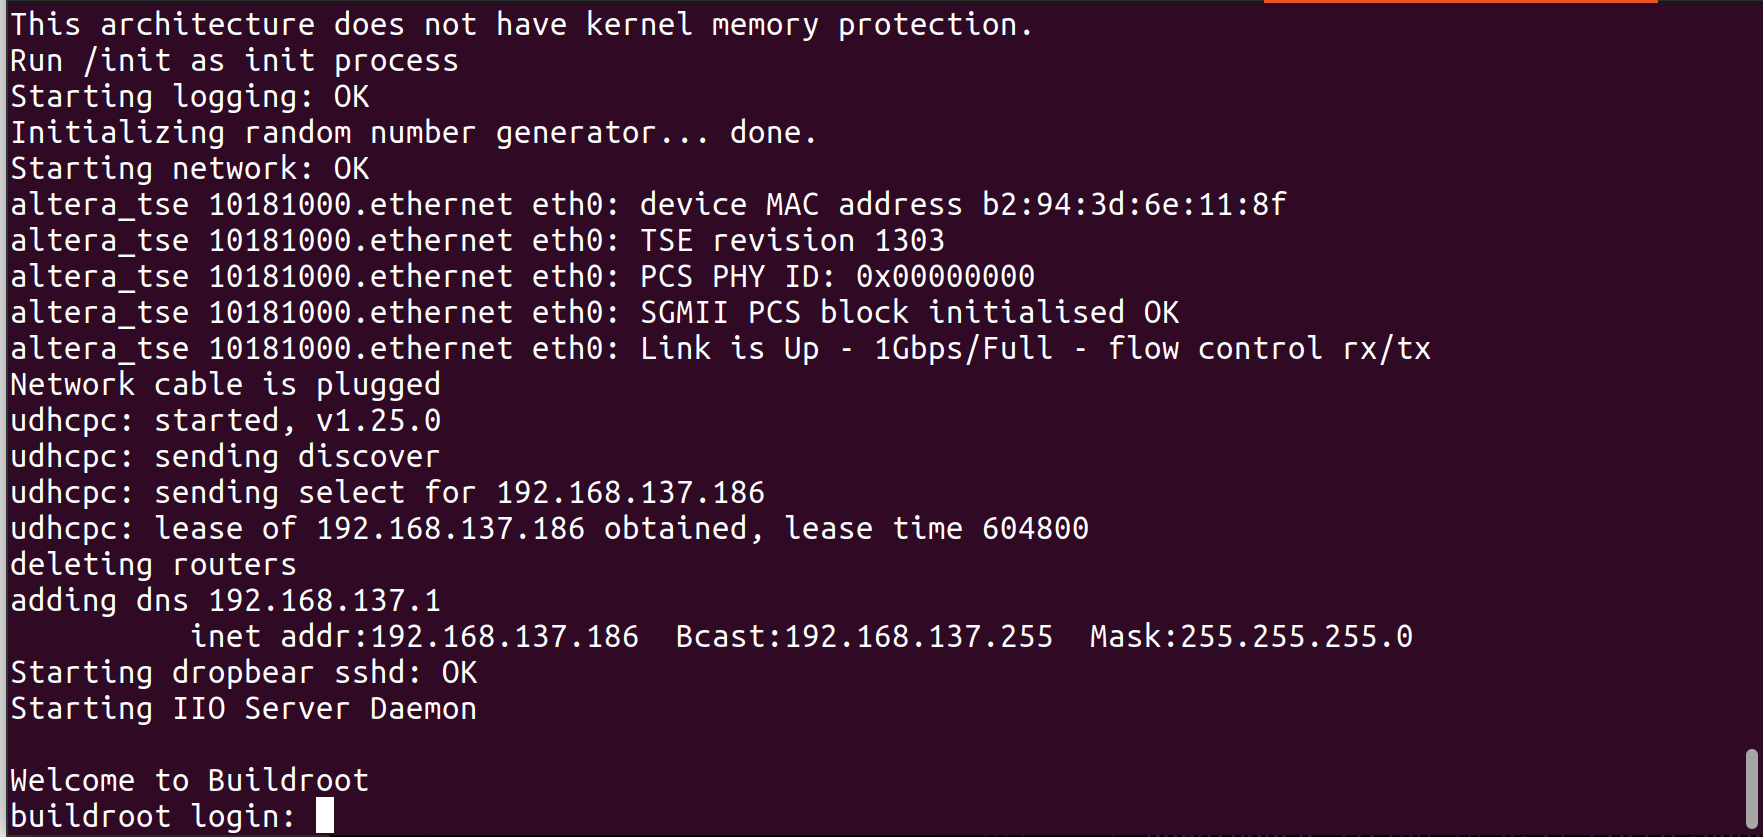 This architecture does not have kernel memory protection.
Run /init as init process
Starting logging: OK
Initializing random number generator... done.
Starting network: OK
altera_tse 10181000.ethernet eth0: device MAC address b2:94:3d:6e:11:8f
altera_tse 10181000.ethernet eth0: TSE revision 1303
altera_tse 10181000.ethernet eth0: PCS PHY ID: 0x00000000
altera_tse 10181000.ethernet eth0: SGMII PCS block initialised OK
altera_tse 10181000.ethernet eth0: Link is Up - 1Gbps/Full - flow control rx/tx
Network cable is plugged
udhcpc: started, v1.25.0
udhcpc: sending discover
udhcpc: sending select for 192.168.137.186
udhcpc: lease of 192.168.137.186 obtained, lease time 604800
deleting routers
adding dns 192.168.137.1
          inet addr:192.168.137.186  Bcast:192.168.137.255  Mask:255.255.255.0
Starting dropbear sshd: OK
Starting IIO Server Daemon

Welcome to Buildroot
buildroot login: